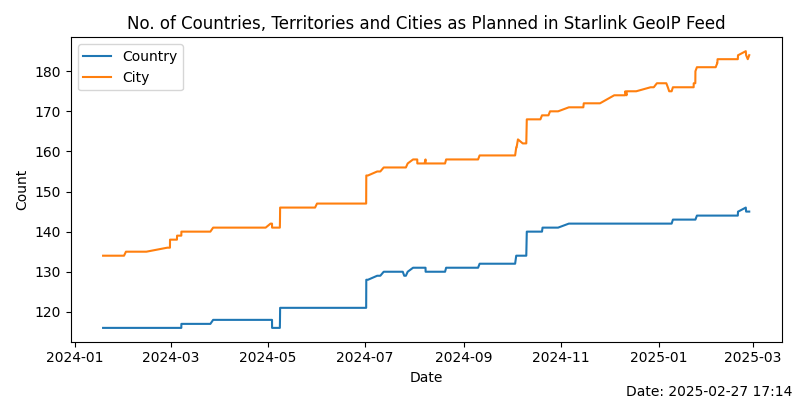 No. of Countries, Territories and Cities as Planned in Starlink GeoIP Feed
Country
City
Count
180
170
160
150
140
130
120
2024-01
2024-03
2024-05
2024-07
2024-09
2024-11
2025-01
2025-03
Date
Date: 2025-02-27 17:14